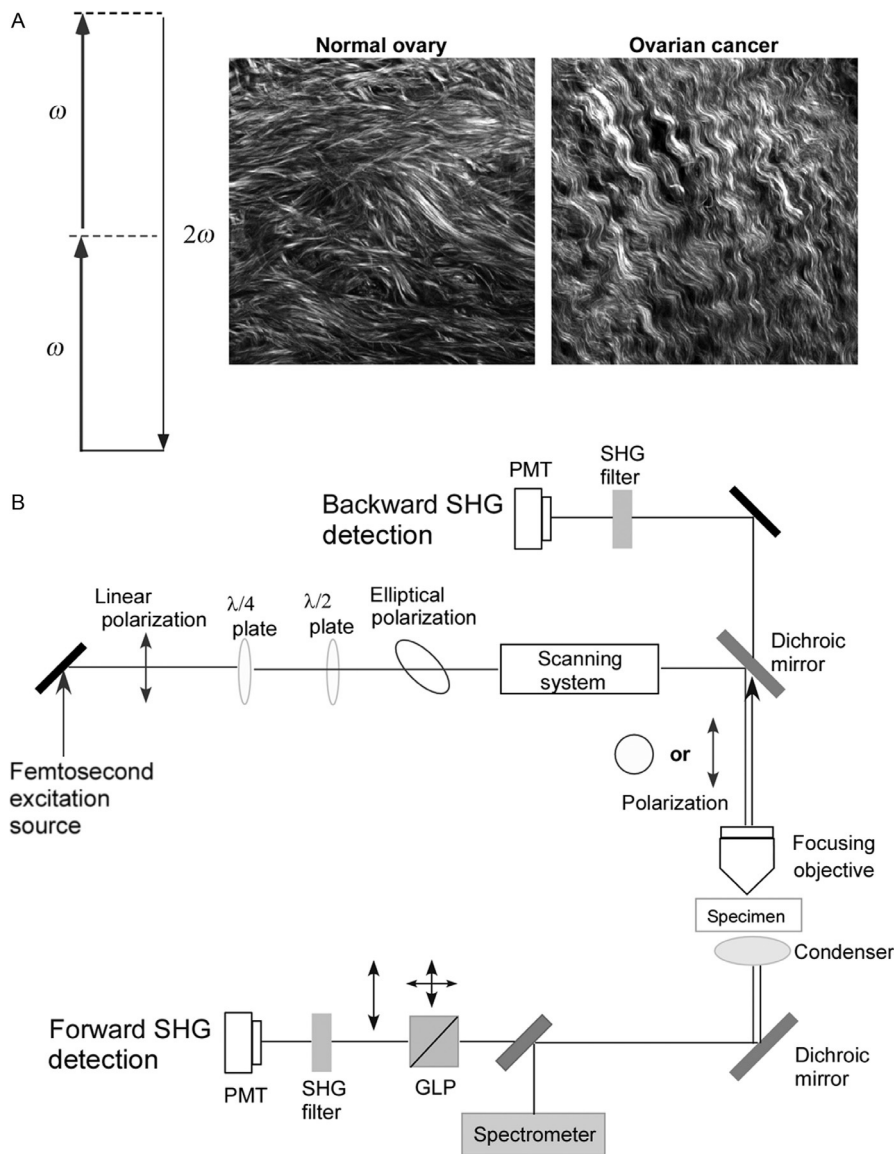 A
ω
ω
2ω
Normal ovary
Ovarian cancer
B
Backward SHG
detection
PMT
SHG
filter
Linear
polarization
λ/4
plate
λ/2
plate
Elliptical
polarization
Scanning
system
Dichroic
mirror
Femtosecond
excitation
source
or
Polarization
Focusing
objective
Specimen
Condenser
Forward SHG
detection
PMT
SHG
filter
GLP
Dichroic
mirror
Spectrometer